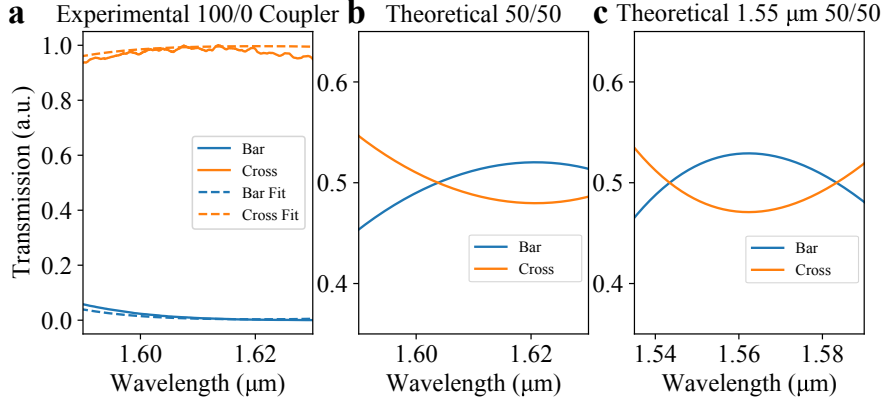 a Experimental 100/0 Coupler
Transmission (a.u.)
1.0
0.8
0.6
0.4
0.2
0.0
Bar
Cross
Bar Fit
Cross Fit
1.60
1.62
Wavelength (μm)
b Theoretical 50/50
0.6
0.5
0.4
Bar
Cross
1.60
1.62
Wavelength (μm)
c Theoretical 1.55 μm 50/50
0.6
0.5
0.4
Bar
Cross
1.54
1.56
1.58
Wavelength (μm)